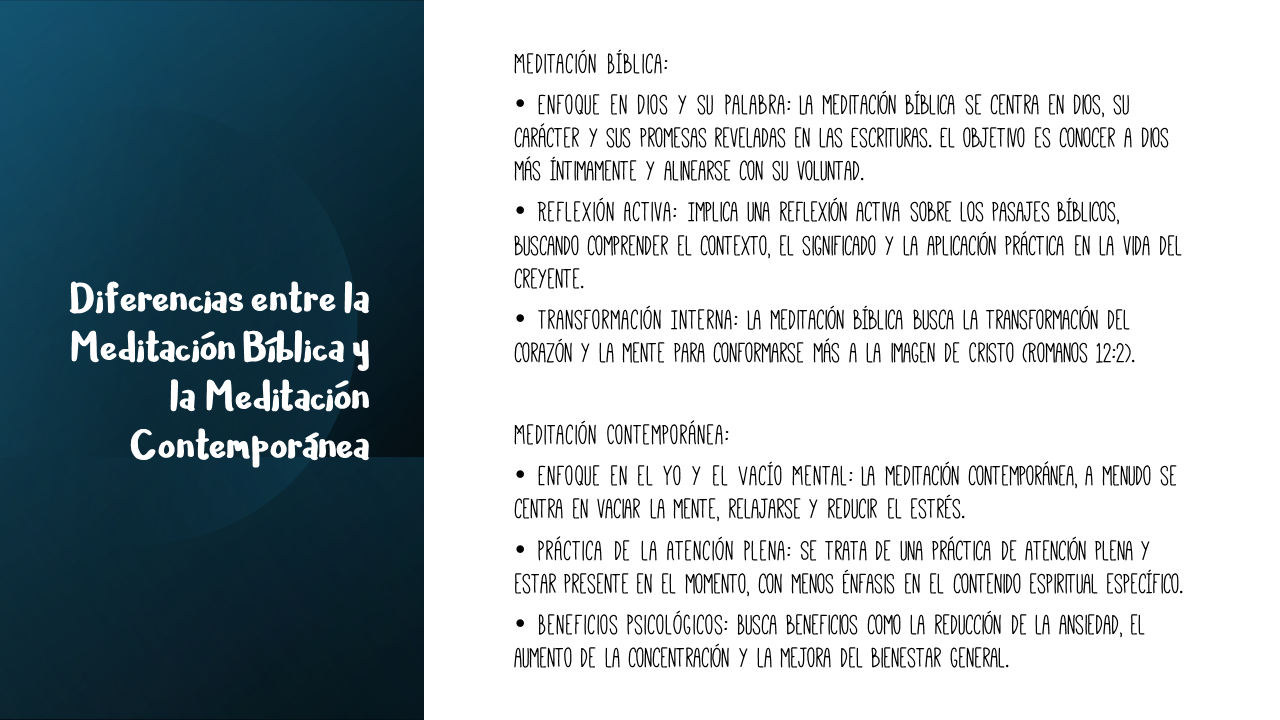 Diferencias entre la
Meditación Bíblica y
la Meditación
Contemporánea
MEDITACIÓN BÍBLICA:
• ENFOQUE EN DIOS Y SU PALABRA: LA MEDITACIÓN BÍBLICA SE CENTRA EN DIOS, SU
CARÁCTER Y SUS PROMESAS REVELADAS EN LAS ESCRITURAS. EL OBJETIVO ES CONOCER A DIOS
MÁS ÍNTIMAMENTE Y ALINEARSE CON SU VOLUNTAD.
• REFLEXIÓN ACTIVA: IMPLICA UNA REFLEXIÓN ACTIVA SOBRE LOS PASAJES BÍBLICOS,
BUSCANDO COMPRENDER EL CONTEXTO, EL SIGNIFICADO Y LA APLICACIÓN PRÁCTICA EN LA VIDA DEL
CREYENTE.
• TRANSFORMACIÓN INTERNA: LA MEDITACIÓN BÍBLICA BUSCA LA TRANSFORMACIÓN DEL
CORAZÓN Y LA MENTE PARA CONFORMARSE MÁS A LA IMAGEN DE CRISTO (ROMANOS 12:2).
MEDITACIÓN CONTEMPORÁNEA:
• ENFOQUE EN EL YO Y EL VACÍO MENTAL: LA MEDITACIÓN CONTEMPORÁNEA, A MENUDO SE
CENTRA EN VACIAR LA MENTE, RELAJARSE Y REDUCIR EL ESTRÉS.
• PRÁCTICA DE LA ATENCIÓN PLENA: SE TRATA DE UNA PRÁCTICA DE ATENCIÓN PLENA Y
ESTAR PRESENTE EN EL MOMENTO, CON MENOS ÉNFASIS EN EL CONTENIDO ESPIRITUAL ESPECÍFICO.
• BENEFICIOS PSICOLÓGICOS: BUSCA BENEFICIOS COMO LA REDUCCIÓN DE LA ANSIEDAD, EL
AUMENTO DE LA CONCENTRACIÓN Y LA MEJORA DEL BIENESTAR GENERAL.